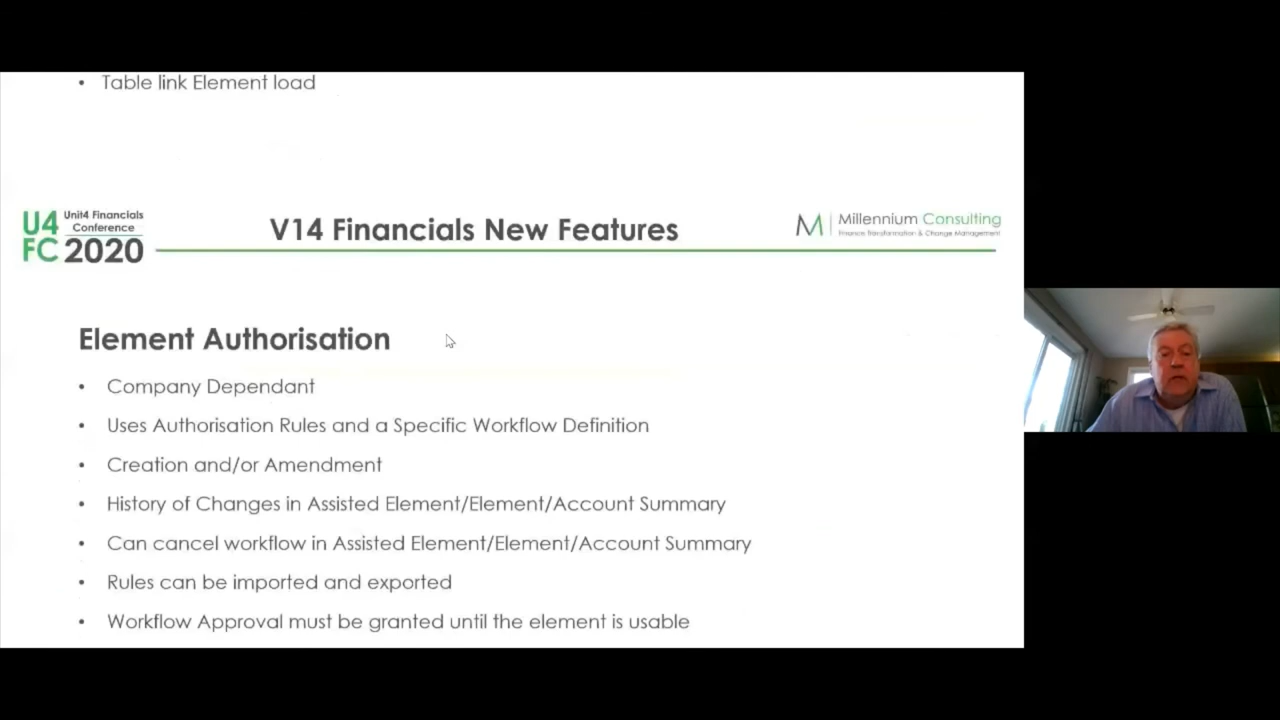 • Table link Element load
U4 Unit4 Financials
Conference
FC 2020
V14 Financials New Features
M Millennium Consulting
Finance Transformation & Change Management
Element Authorisation
• Company Dependant
• Uses Authorisation Rules and a Specific Workflow Definition
• Creation and/or Amendment
• History of Changes in Assisted Element/Element/Account Summary
• Can cancel workflow in Assisted Element/Element/Account Summary
• Rules can be imported and exported
• Workflow Approval must be granted until the element is usable